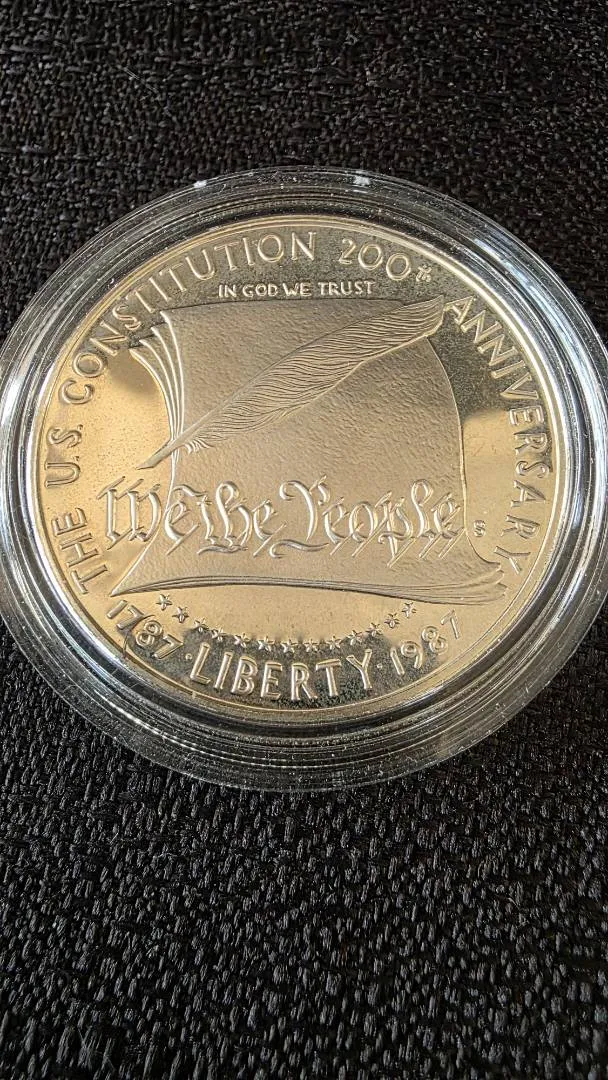 THE U.S. CONSTITUTION 200th ANNIVERSARY
IN GOD WE TRUST
We the People
S
1787 · LIBERTY · 1987